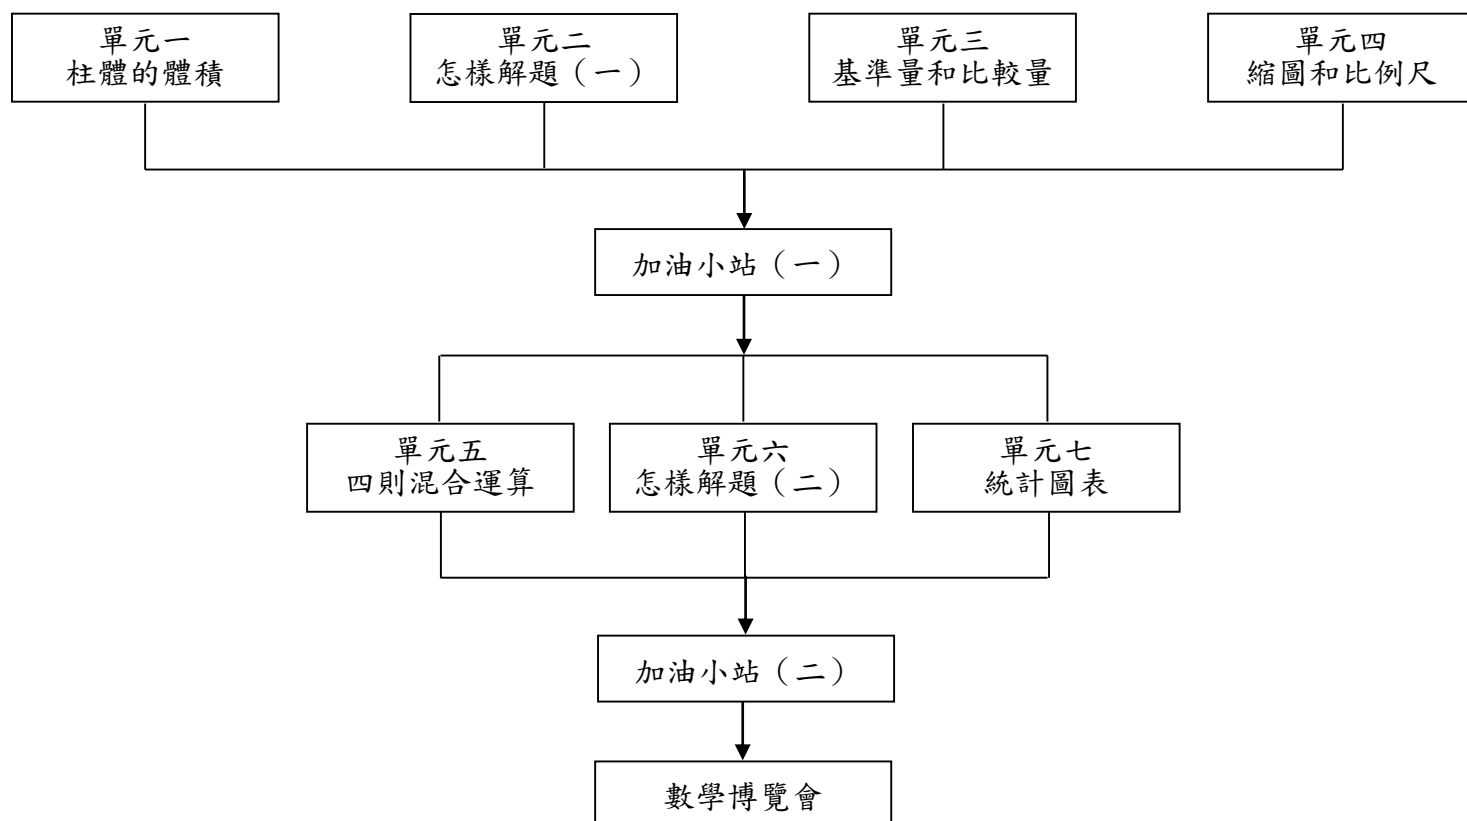 單元一
柱體的體積
單元二
怎樣解題（一）
單元三
基準量和比較量
單元四
縮圖和比例尺
加油小站（一）
單元五
四則混合運算
單元六
怎樣解題（二）
單元七
統計圖表
加油小站（二）
數學博覽會